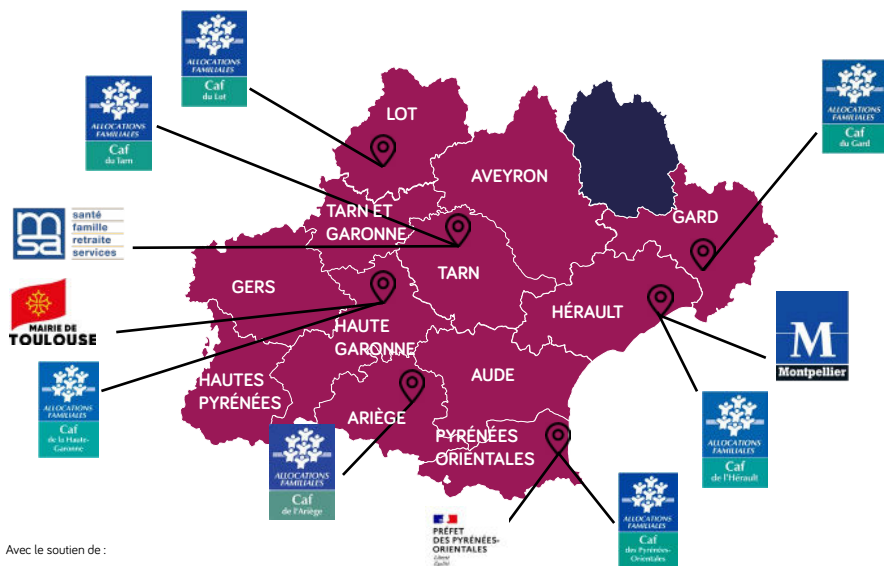 ALLOCATIONS
FAMILIALES
Caf
du Lot
ALLOCATIONS
FAMILIALES
Caf
du Tarn
ALLOCATIONS
FAMILIALES
Caf
du Gard
LOT
AVEYRON
TARN ET
GARONNE
GARD
msa
santé
famille
retraite
services
TARN
GERS
HÉRAULT
MAIRIE DE
TOULOUSE
HAUTE
GARONNE
M
Montpellier
HAUTES
PYRÉNÉES
AUDE
ARIÈGE
ALLOCATIONS
FAMILIALES
Caf
de la Haute-
Garonne
PYRÉNÉES
ORIENTALES
ALLOCATIONS
FAMILIALES
Caf
de l'Hérault
ALLOCATIONS
FAMILIALES
Caf
de l'Ariège
ALLOCATIONS
FAMILIALES
Caf
des Pyrénées-
Orientales
PRÉFET
DES PYRÉNÉES-
ORIENTALES
Liberté
Égalité
Avec le soutien de :